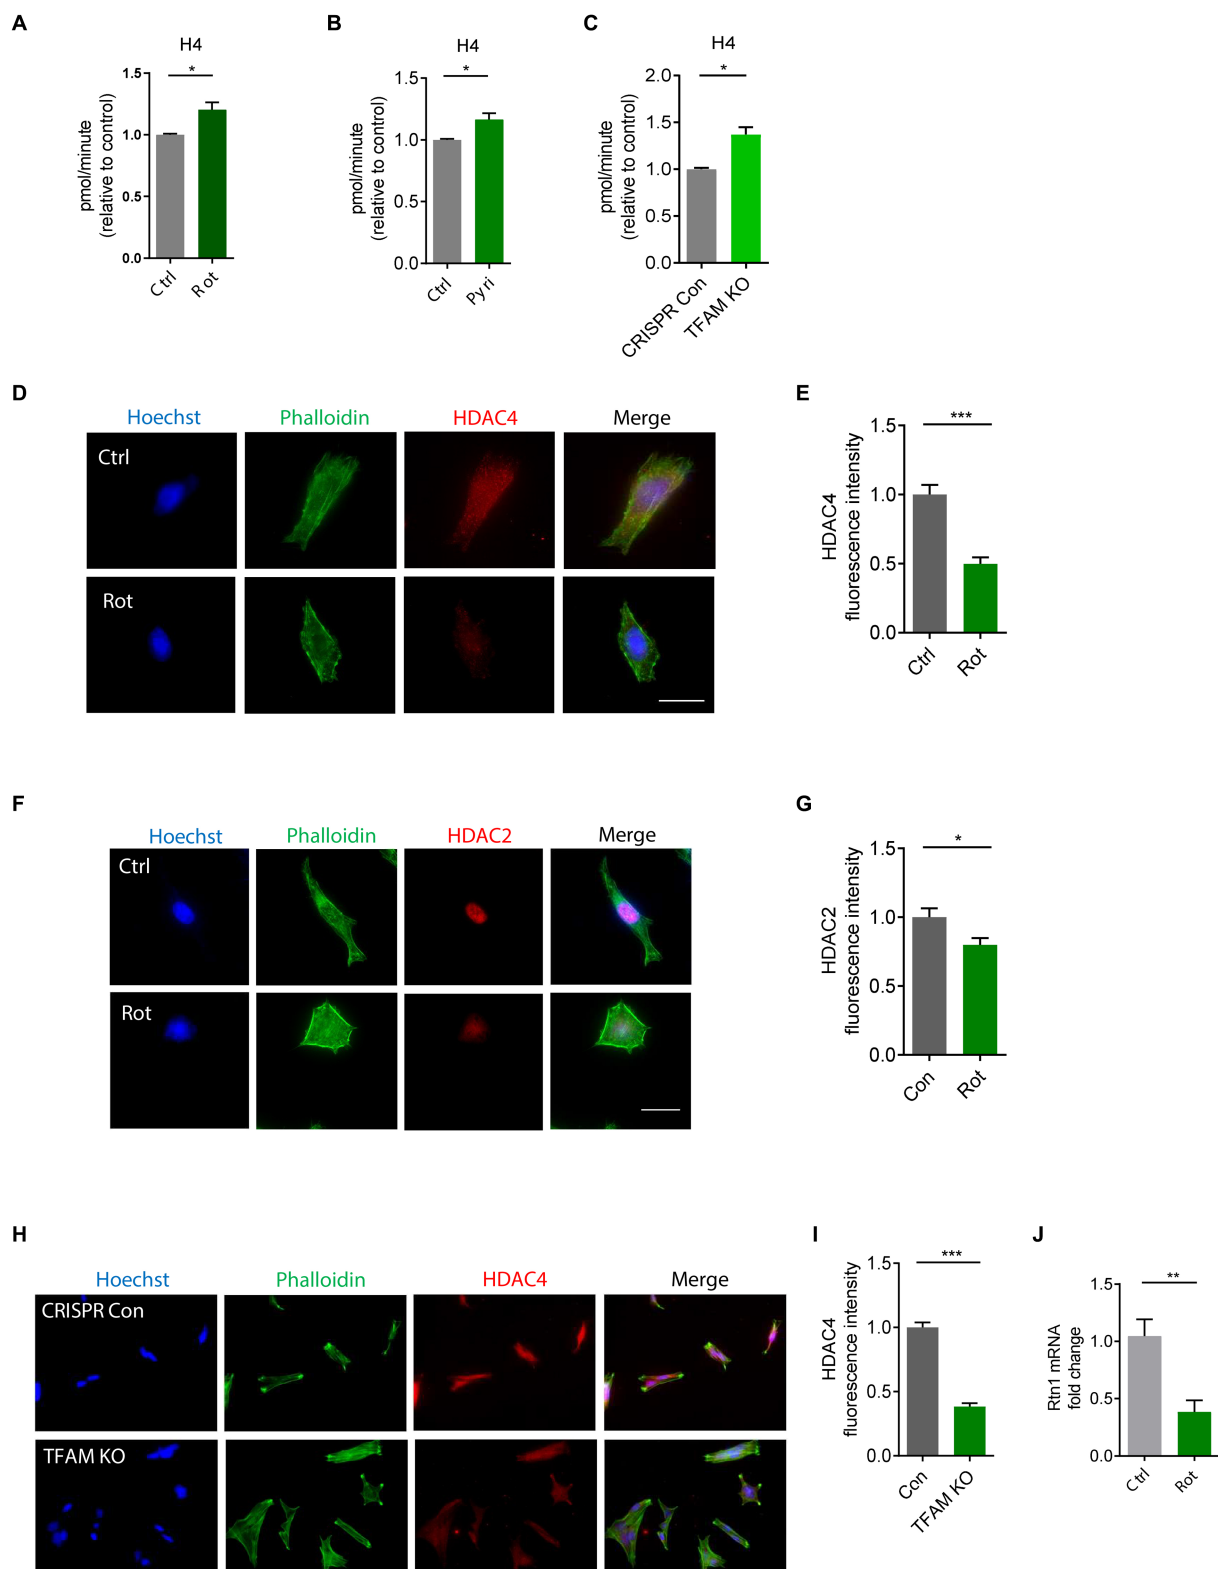 A
H4
*
pmol/minute
(relative to control)
1.5
1.0
0.5
0.0
Ctrl
Rot
B
H4
*
pmol/minute
(relative to control)
1.5
1.0
0.5
0.0
Ctrl
Pyri
C
H4
*
pmol/minute
(relative to control)
2.0
1.5
1.0
0.5
0.0
CRISPR Con
TFAM KO
D
Hoechst
Phalloidin
HDAC4
Merge
Ctrl
Rot
E
***
HDAC4
fluorescence intensity
1.5
1.0
0.5
0.0
Ctrl
Rot
F
Hoechst
Phalloidin
HDAC2
Merge
Ctrl
Rot
G
*
HDAC2
fluorescence intensity
1.5
1.0
0.5
0.0
Con
Rot
H
Hoechst
Phalloidin
HDAC4
Merge
CRISPR Con
TFAM KO
I
***
HDAC4
fluorescence intensity
1.5
1.0
0.5
0.0
Con
TFAM KO
J
**
Rtn1 mRNA
fold change
1.5
1.0
0.5
0.0
Ctrl
Rot